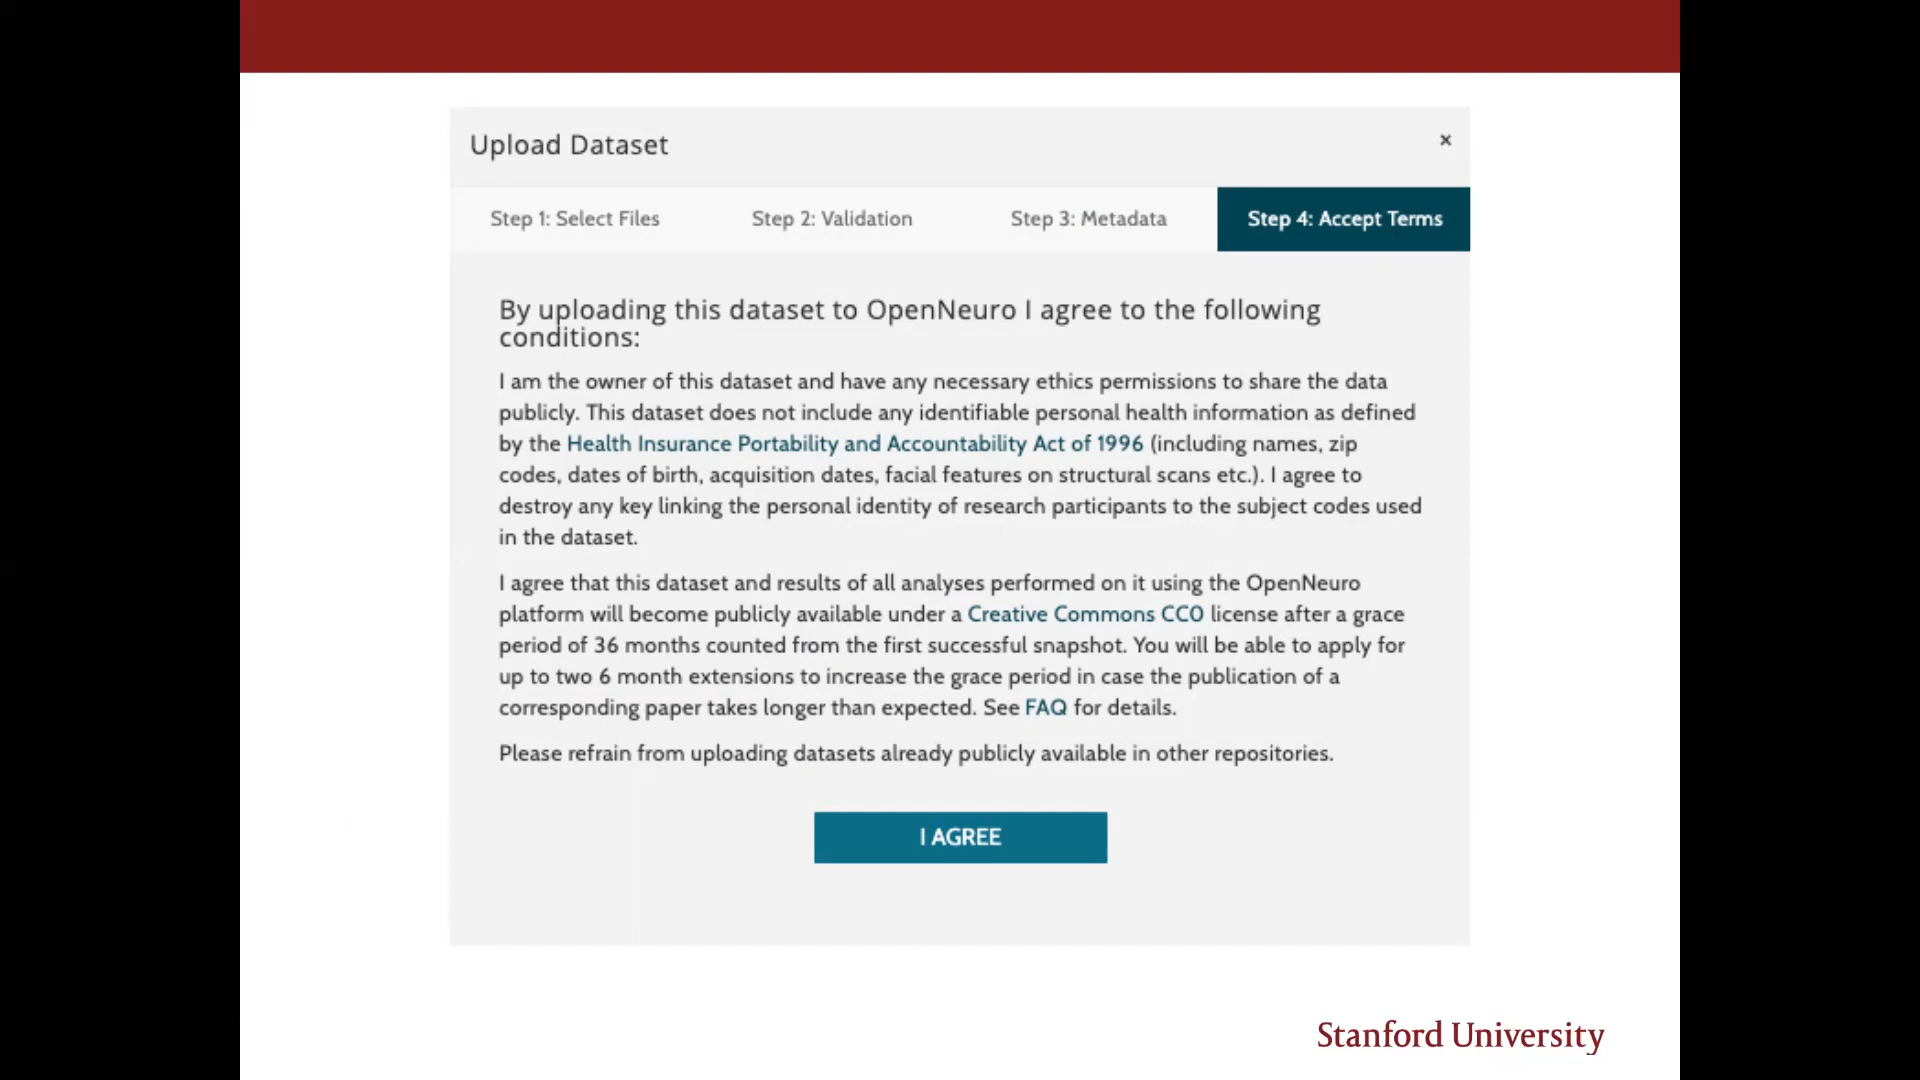 Upload Dataset
×
Step 1: Select Files
Step 2: Validation
Step 3: Metadata
Step 4: Accept Terms
By uploading this dataset to OpenNeuro I agree to the following
conditions:
I am the owner of this dataset and have any necessary ethics permissions to share the data
publicly. This dataset does not include any identifiable personal health information as defined
by the Health Insurance Portability and Accountability Act of 1996 (including names, zip
codes, dates of birth, acquisition dates, facial features on structural scans etc.). I agree to
destroy any key linking the personal identity of research participants to the subject codes used
in the dataset.
I agree that this dataset and results of all analyses performed on it using the OpenNeuro
platform will become publicly available under a Creative Commons CC0 license after a grace
period of 36 months counted from the first successful snapshot. You will be able to apply for
up to two 6 month extensions to increase the grace period in case the publication of a
corresponding paper takes longer than expected. See FAQ for details.
Please refrain from uploading datasets already publicly available in other repositories.
I AGREE
Stanford University